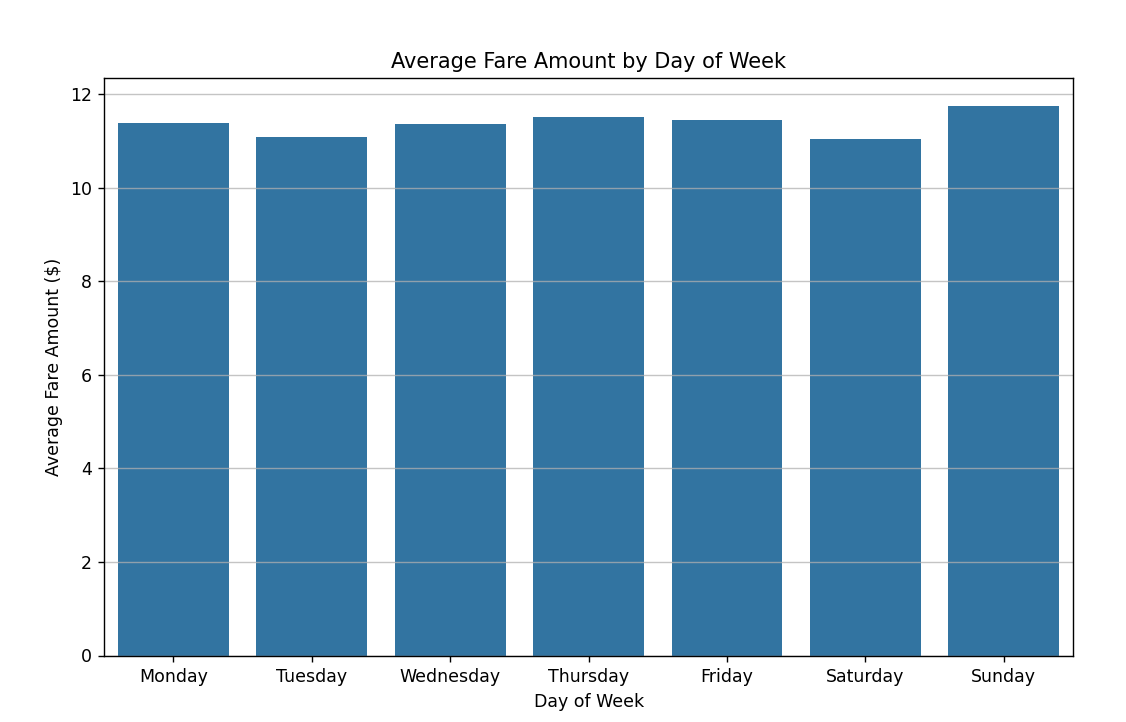 Average Fare Amount by Day of Week
Average Fare Amount ($)
12
10
8
6
4
2
0
Monday Tuesday Wednesday Thursday Friday Saturday Sunday
Day of Week